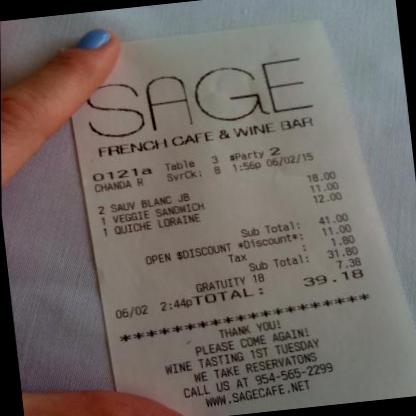 SAGE
FRENCH CAFE & WINE BAR
0121a Table 3 #Party 2
CHANDA R SvrCk: 8 1:56p 06/02/15
2 SAUV BLANC JB 18.00
1 VEGGIE SANDWICH 11.00
1 QUICHE LORAINE 12.00
Sub Total: 41.00
OPEN $DISCOUNT *Discount*: 11.00
Tax : 1.80
Sub Total: 31.80
GRATUITY 18 7.38
06/02 2:44p TOTAL: 39.18
THANK YOU!
PLEASE COME AGAIN!
WINE TASTING 1ST TUESDAY
WE TAKE RESERVATONS
CALL US AT 954-565-2299
WWW.SAGECAFE.NET